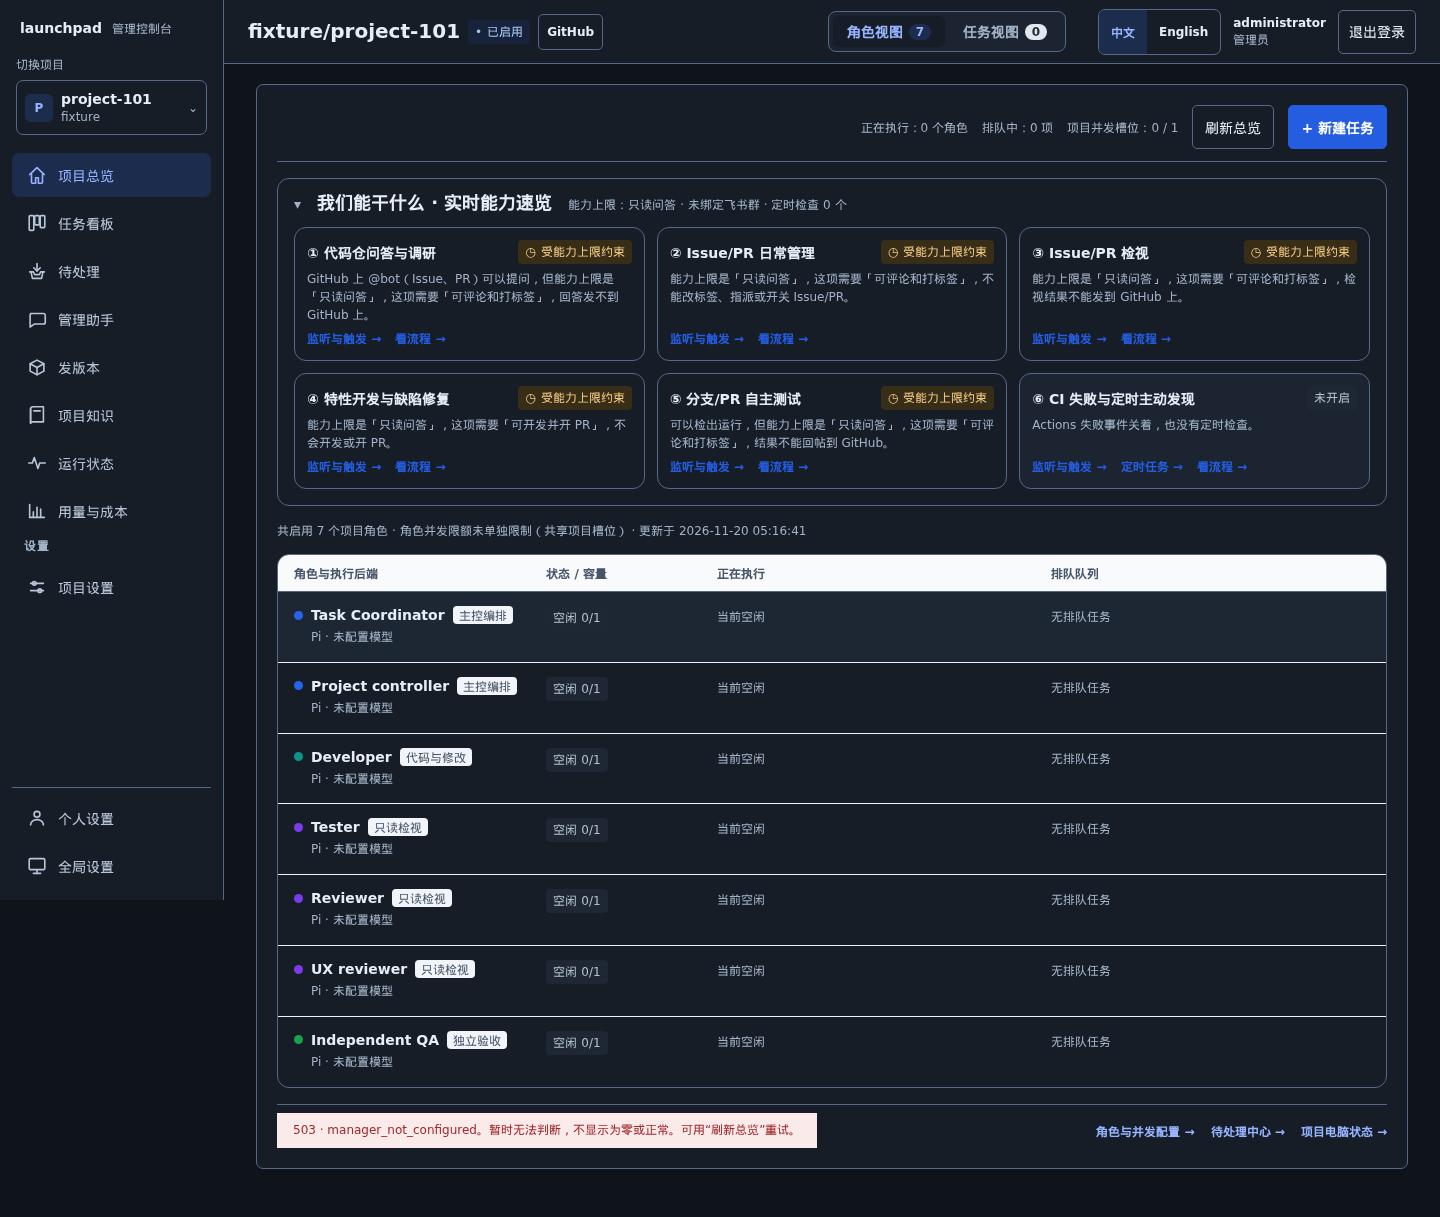 launchpad 管理控制台
切换项目
P project-101
fixture
项目总览
任务看板
待处理
管理助手
发版本
项目知识
运行状态
用量与成本
设置
项目设置
个人设置
全局设置
fixture/project-101 • 已启用 GitHub
角色视图 7 任务视图 0
中文 English
administrator
管理员
退出登录
正在执行：0 个角色 排队中：0 项 项目并发槽位：0 / 1 刷新总览 + 新建任务
▾ 我们能干什么 · 实时能力速览 能力上限：只读问答 · 未绑定飞书群 · 定时检查 0 个
① 代码仓问答与调研 ◷ 受能力上限约束
GitHub 上 @bot（Issue、PR）可以提问，但能力上限是
「只读问答」，这项需要「可评论和打标签」，回答发不到
GitHub 上。
监听与触发 → 看流程 →
② Issue/PR 日常管理 ◷ 受能力上限约束
能力上限是「只读问答」，这项需要「可评论和打标签」，不
能改标签、指派或开关 Issue/PR。
监听与触发 → 看流程 →
③ Issue/PR 检视 ◷ 受能力上限约束
能力上限是「只读问答」，这项需要「可评论和打标签」，检
视结果不能发到 GitHub 上。
监听与触发 → 看流程 →
④ 特性开发与缺陷修复 ◷ 受能力上限约束
能力上限是「只读问答」，这项需要「可开发并开 PR」，不
会开发或开 PR。
监听与触发 → 看流程 →
⑤ 分支/PR 自主测试 ◷ 受能力上限约束
可以检出运行，但能力上限是「只读问答」，这项需要「可评
论和打标签」，结果不能回帖到 GitHub。
监听与触发 → 看流程 →
⑥ CI 失败与定时主动发现 未开启
Actions 失败事件关着，也没有定时检查。
监听与触发 → 定时任务 → 看流程 →
共启用 7 个项目角色 · 角色并发限额未单独限制（共享项目槽位） · 更新于 2026-11-20 05:16:41
角色与执行后端 状态 / 容量 正在执行 排队队列
Task Coordinator 主控编排 空闲 0/1 当前空闲 无排队任务
Pi · 未配置模型
Project controller 主控编排 空闲 0/1 当前空闲 无排队任务
Pi · 未配置模型
Developer 代码与修改 空闲 0/1 当前空闲 无排队任务
Pi · 未配置模型
Tester 只读检视 空闲 0/1 当前空闲 无排队任务
Pi · 未配置模型
Reviewer 只读检视 空闲 0/1 当前空闲 无排队任务
Pi · 未配置模型
UX reviewer 只读检视 空闲 0/1 当前空闲 无排队任务
Pi · 未配置模型
Independent QA 独立验收 空闲 0/1 当前空闲 无排队任务
Pi · 未配置模型
503 · manager_not_configured。暂时无法判断，不显示为零或正常。可用“刷新总览”重试。
角色与并发配置 → 待处理中心 → 项目电脑状态 →